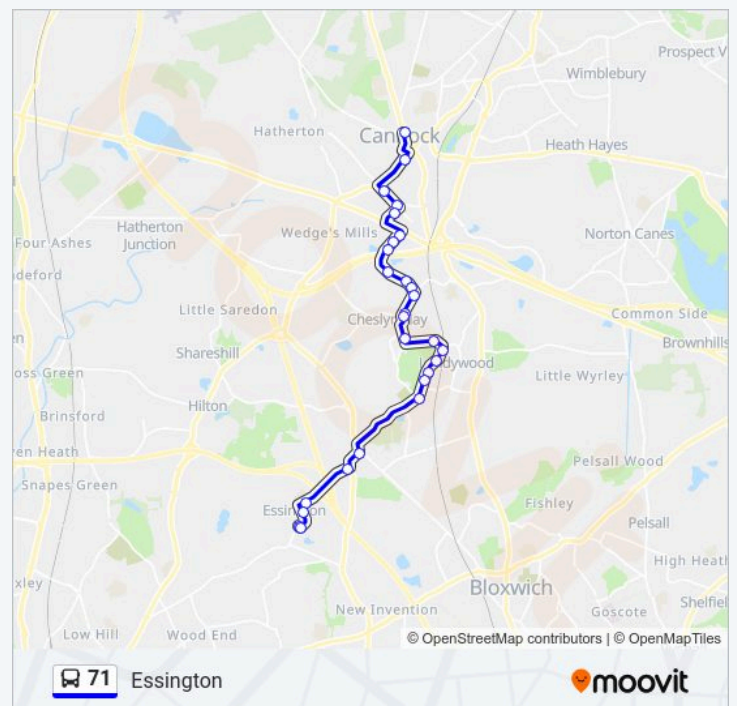 Prospect V
Wimblebury
Hatherton
Cannock
Heath Hayes
Hatherton
Junction
Four Ashes
Wedge's Mills
Norton Canes
deford
Little Saredon
Common Side
Cheslyn Hay
Brownhills
Shareshill
dywood
oss Green
Little Wyrley
Hilton
Brinsford
ven Heath
Pelsall Wood
Snapes Green
Fishley
Essington
Pelsall
High Heath
xley
Bloxwich
Shelfiel
New Invention
Goscote
Low Hill
Wood End
© OpenStreetMap contributors | © OpenMapTiles
71 Essington
moovit